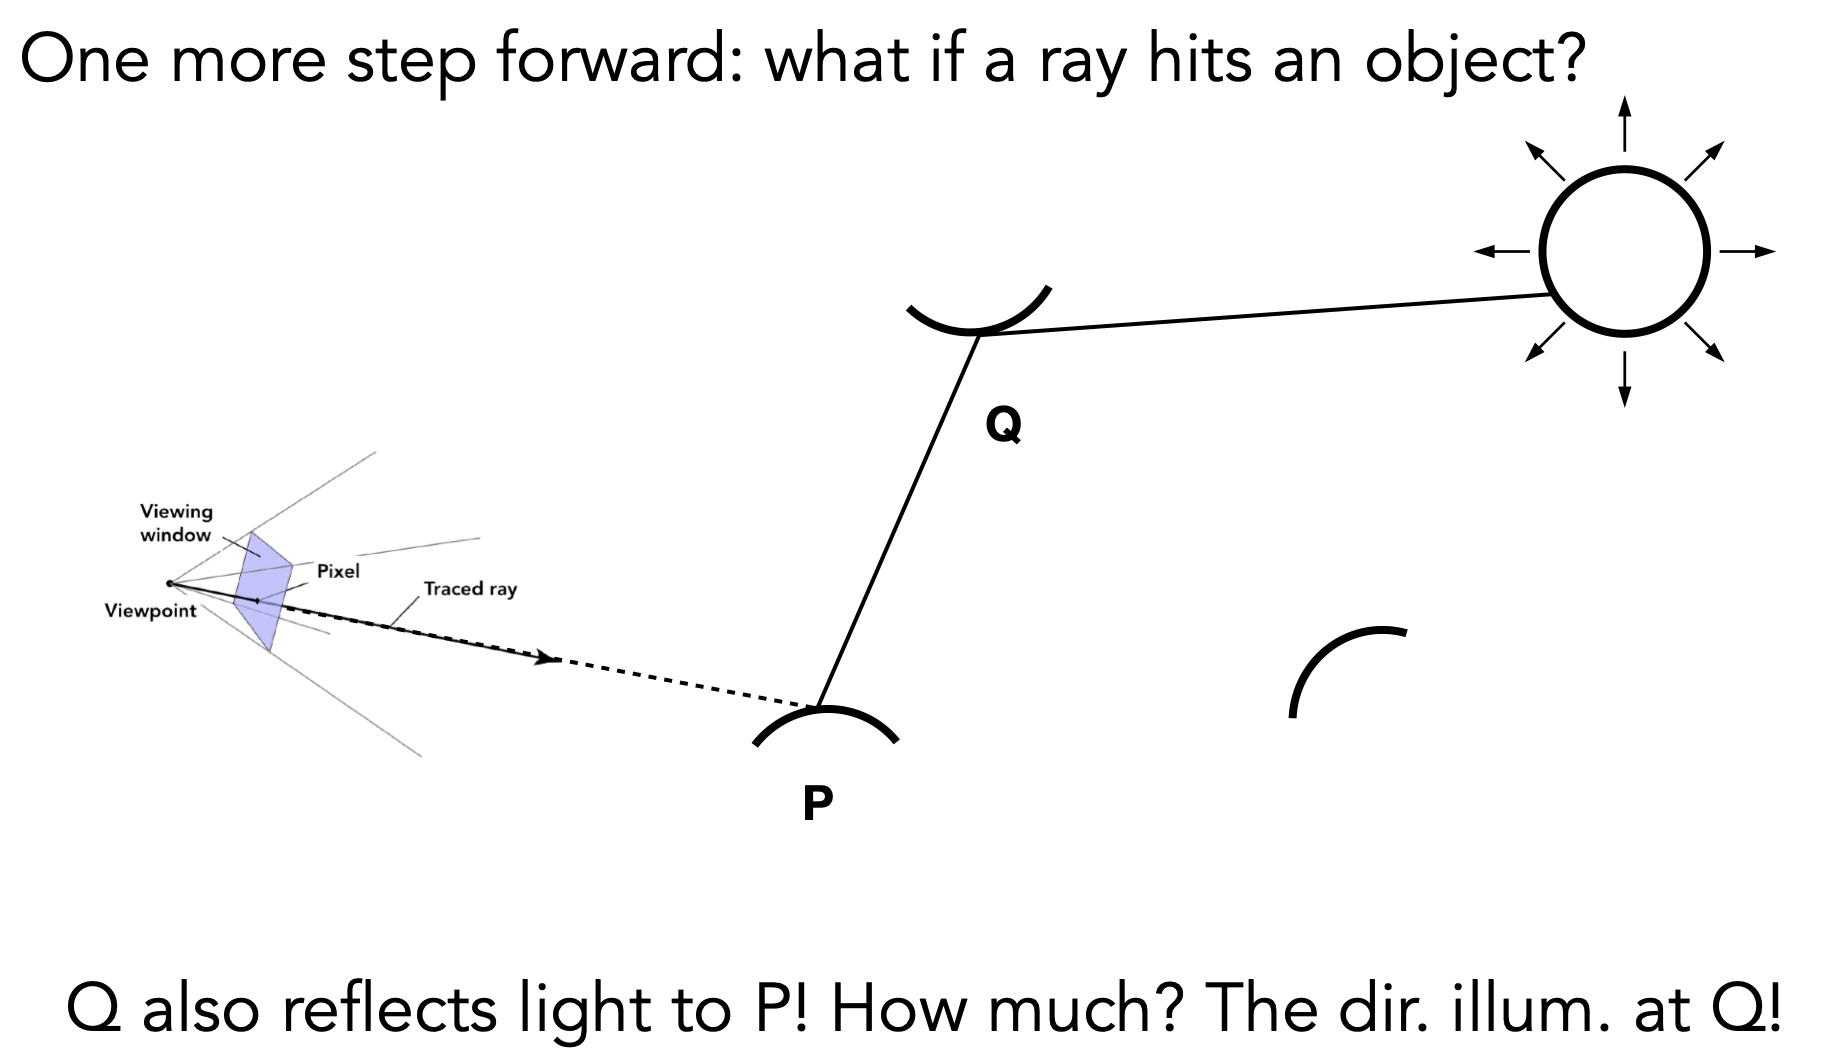 One more step forward: what if a ray hits an object?
Q
Viewing
window
Pixel
Traced ray
Viewpoint
P
Q also reflects light to P! How much? The dir. illum. at Q!